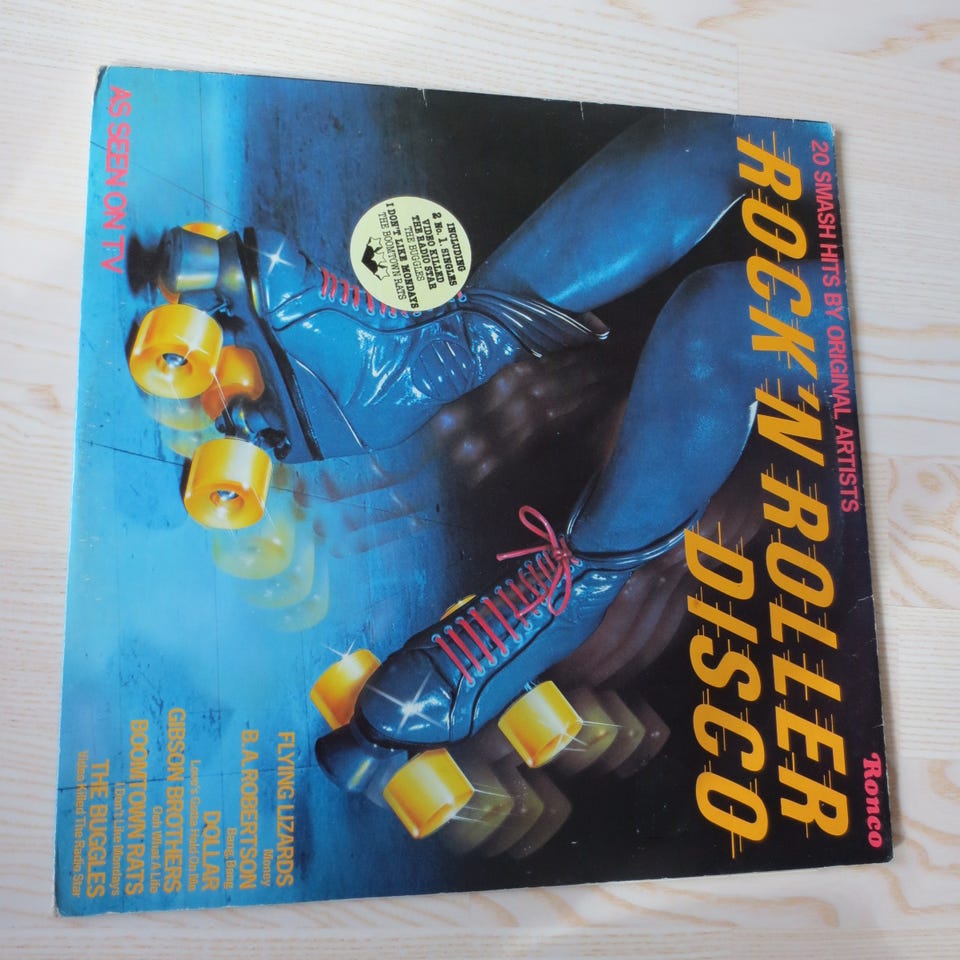 20 SMASH HITS BY ORIGINAL ARTISTS
Ronco
ROCK'N ROLLER
DISCO
INCLUDING
2 No. 1. SINGLES
VIDEO KILLED
THE RADIO STAR
THE BUGGLES
I DON'T LIKE MONDAYS
THE BOOMTOWN RATS
FLYING LIZARDS
Money
B.A. ROBERTSON
Bang, Bang
DOLLAR
Love's Gotta Hold On Me
GIBSON BROTHERS
Ooh What A Life
BOOMTOWN RATS
I Don't Like Mondays
THE BUGGLES
Video Killed The Radio Star
AS SEEN ON TV